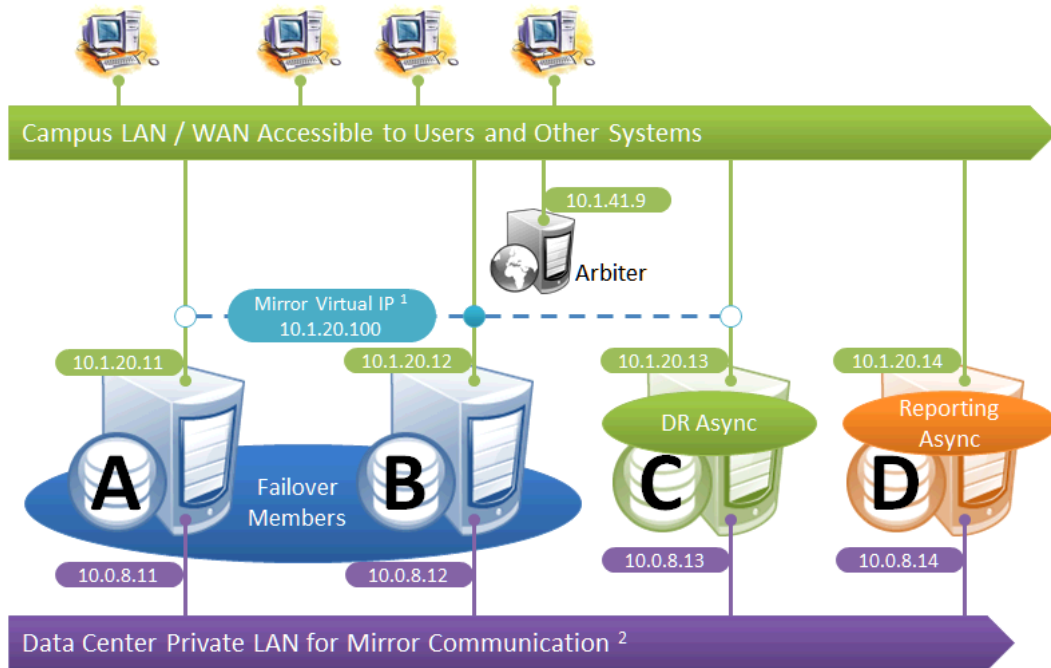 Campus LAN / WAN Accessible to Users and Other Systems
10.1.41.9
Arbiter
Mirror Virtual IP 1
10.1.20.100
10.1.20.11
10.1.20.12
10.1.20.13
10.1.20.14
DR Async
Reporting
Async
A
B
C
D
Failover
Members
10.0.8.11
10.0.8.12
10.0.8.13
10.0.8.14
Data Center Private LAN for Mirror Communication 2